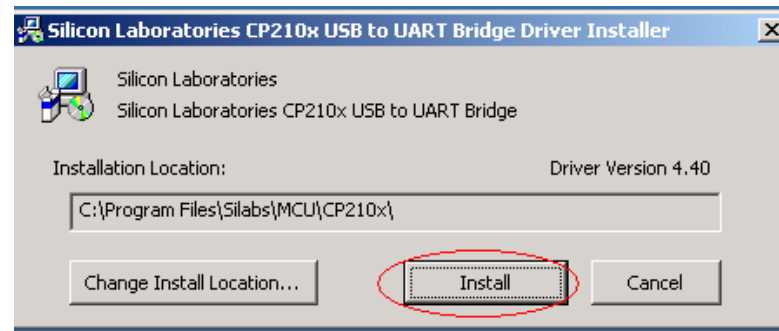 Silicon Laboratories CP210x USB to UART Bridge Driver Installer
Silicon Laboratories
Silicon Laboratories CP210x USB to UART Bridge
Installation Location:
Driver Version 4.40
C:\Program Files\Silabs\MCU\CP210x\
Change Install Location...
Install
Cancel